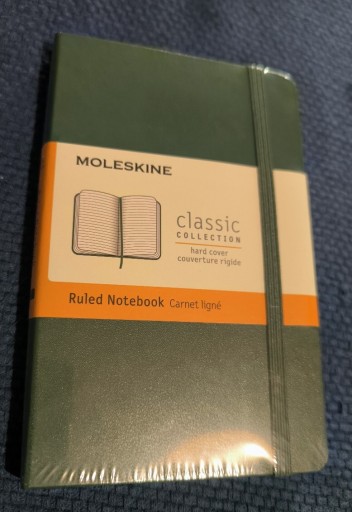 MOLESKINE
classic
COLLECTION
hard cover
couverture rigide
Ruled Notebook Carnet ligné